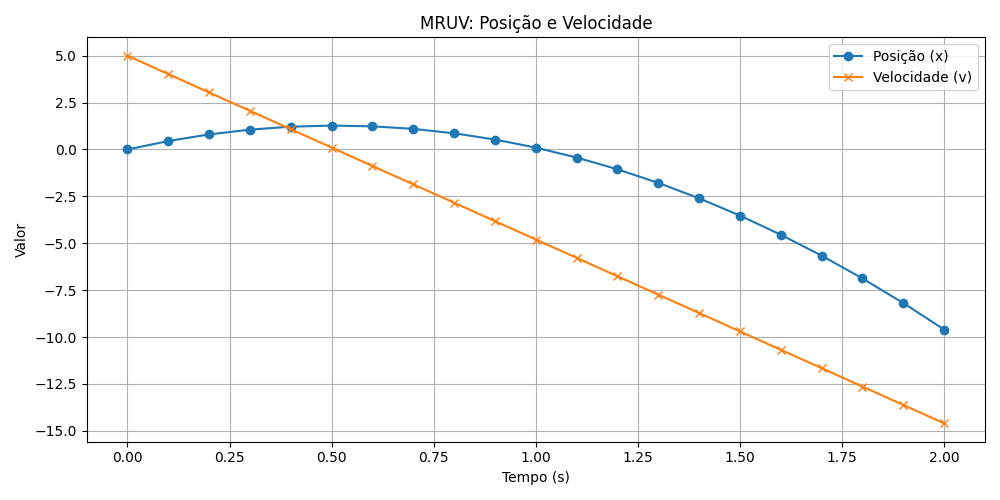 MRUV: Posição e Velocidade
Posição (x)
Velocidade (v)
Valor
5.0
2.5
0.0
−2.5
−5.0
−7.5
−10.0
−12.5
−15.0
0.00 0.25 0.50 0.75 1.00 1.25 1.50 1.75 2.00
Tempo (s)